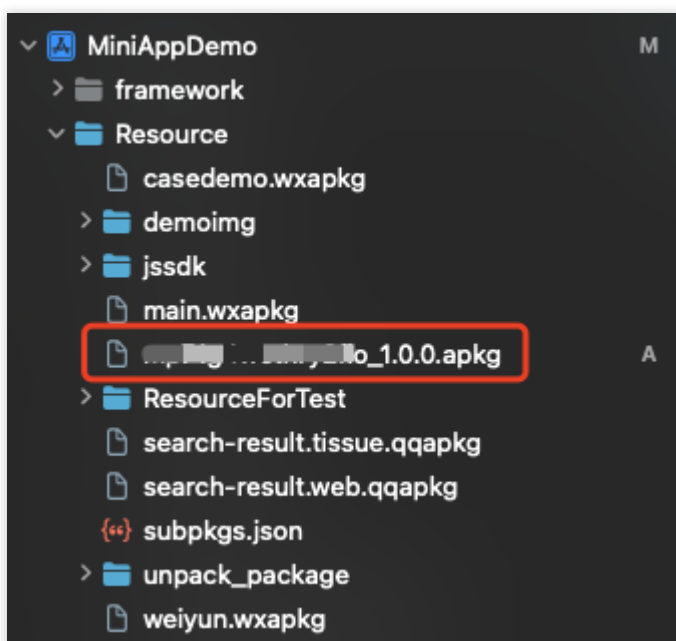 MiniAppDemo M
framework
Resource
casedemo.wxapkg
demoimg
jssdk
main.wxapkg
o_1.0.0.apkg A
ResourceForTest
search-result.tissue.qqapkg
search-result.web.qqapkg
subpkgs.json
unpack_package
weiyun.wxapkg